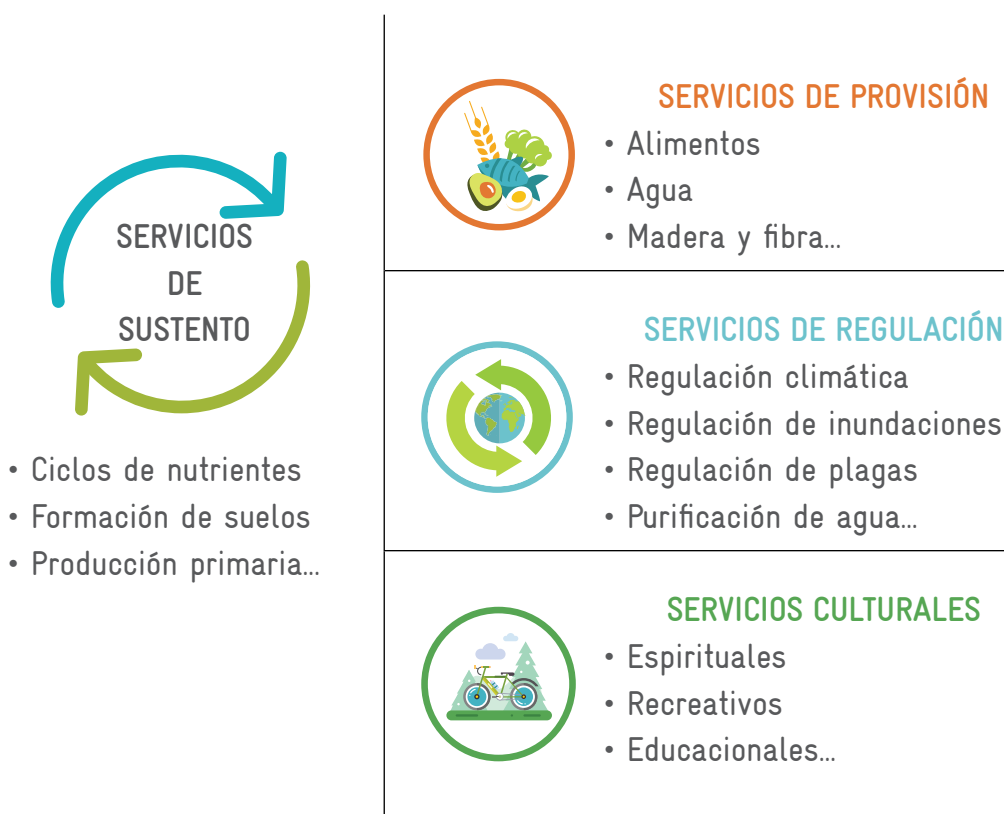 SERVICIOS
DE
SUSTENTO
• Ciclos de nutrientes
• Formación de suelos
• Producción primaria...
SERVICIOS DE PROVISIÓN
• Alimentos
• Agua
• Madera y fibra...
SERVICIOS DE REGULACIÓN
• Regulación climática
• Regulación de inundaciones
• Regulación de plagas
• Purificación de agua...
SERVICIOS CULTURALES
• Espirituales
• Recreativos
• Educacionales...